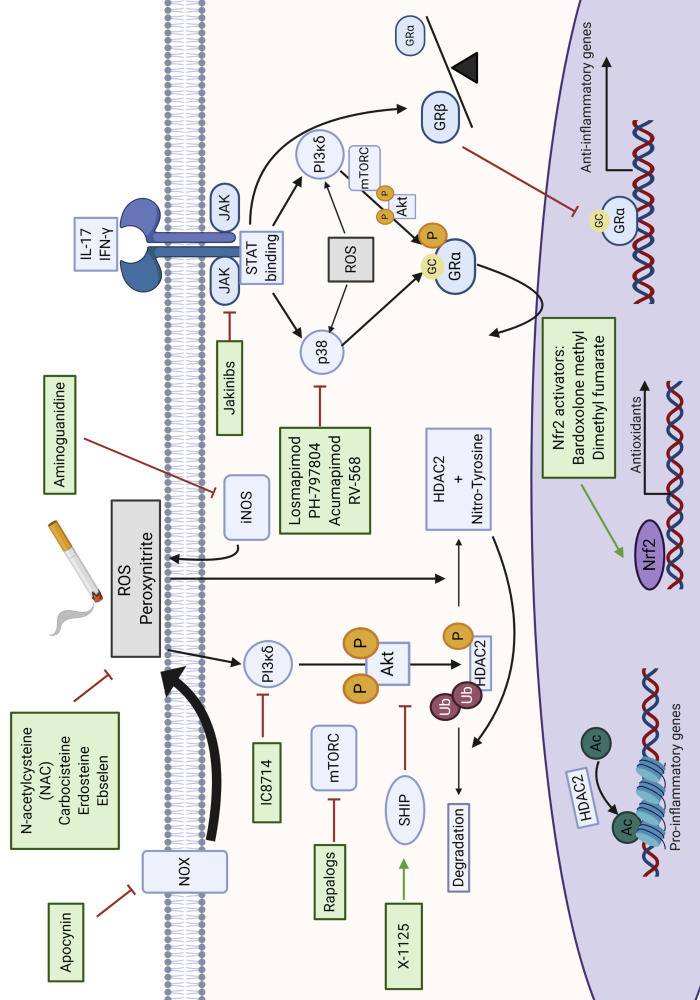 Apocynin
NOX
N-acetylcysteine
(NAC)
Carbocisteine
Erdosteine
Ebselen
ROS
Peroxynitrite
Aminoguanidine
iNOS
IL-17
IFN-γ
JAK
JAK
STAT
binding
Jakinibs
Losmapimod
PH-797804
Acumapimod
RV-568
p38
ROS
PI3κδ
mTORC
P
P
Akt
P
GC
GRα
GRβ
GRα
X-1125
Rapalogs
IC8714
mTORC
SHIP
PI3κδ
P
P
Akt
Degradation
Ub
Ub
P
HDAC2
HDAC2
+
Nitro-Tyrosine
Nfr2 activators:
Bardoxolone methyl
Dimethyl fumarate
HDAC2
Ac
Ac
Pro-inflammatory genes
Nrf2
Antioxidants
GC
GRα
Anti-inflammatory genes